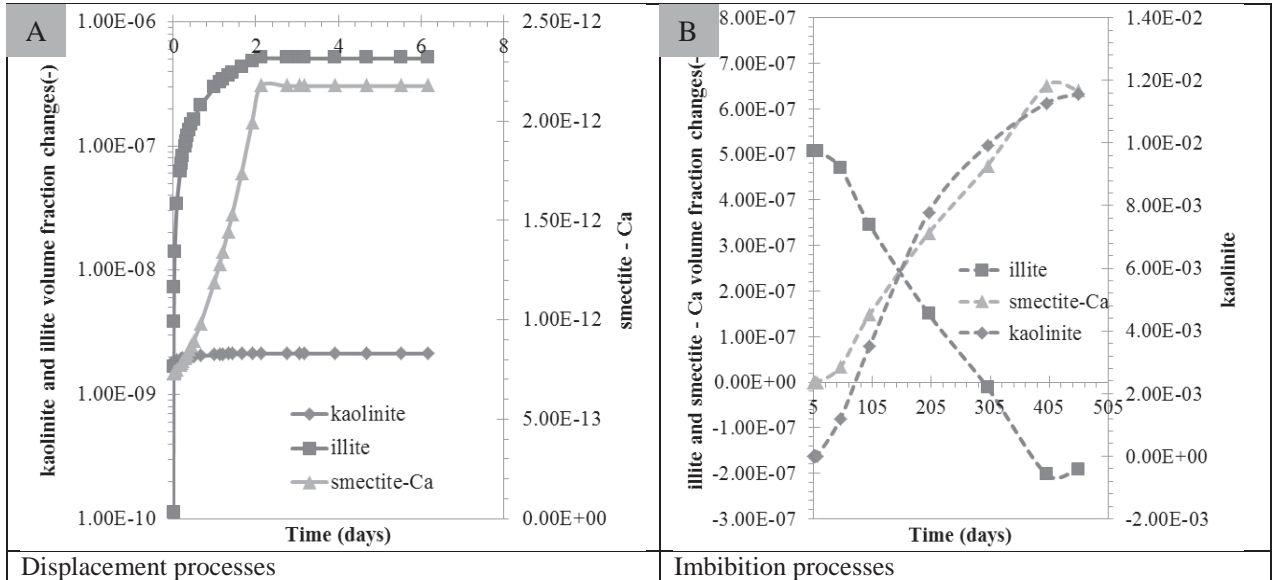 A
kaolinite and illite volume fraction changes(-)
1.00E-06
1.00E-07
1.00E-08
1.00E-09
1.00E-10
0 2 4 6 8
2.50E-12
2.00E-12
1.50E-12
1.00E-12
5.00E-13
0.00E+00
smectite - Ca
kaolinite
illite
smectite-Ca
Time (days)
Displacement processes
B
illite and smectite - Ca volume fraction changes(-
8.00E-07
7.00E-07
6.00E-07
5.00E-07
4.00E-07
3.00E-07
2.00E-07
1.00E-07
0.00E+00
-1.00E-07
-2.00E-07
-3.00E-07
5 105 205 305 405 505
1.40E-02
1.20E-02
1.00E-02
8.00E-03
6.00E-03
4.00E-03
2.00E-03
0.00E+00
-2.00E-03
kaolinite
illite
smectite-Ca
kaolinite
Time (days)
Imbibition processes